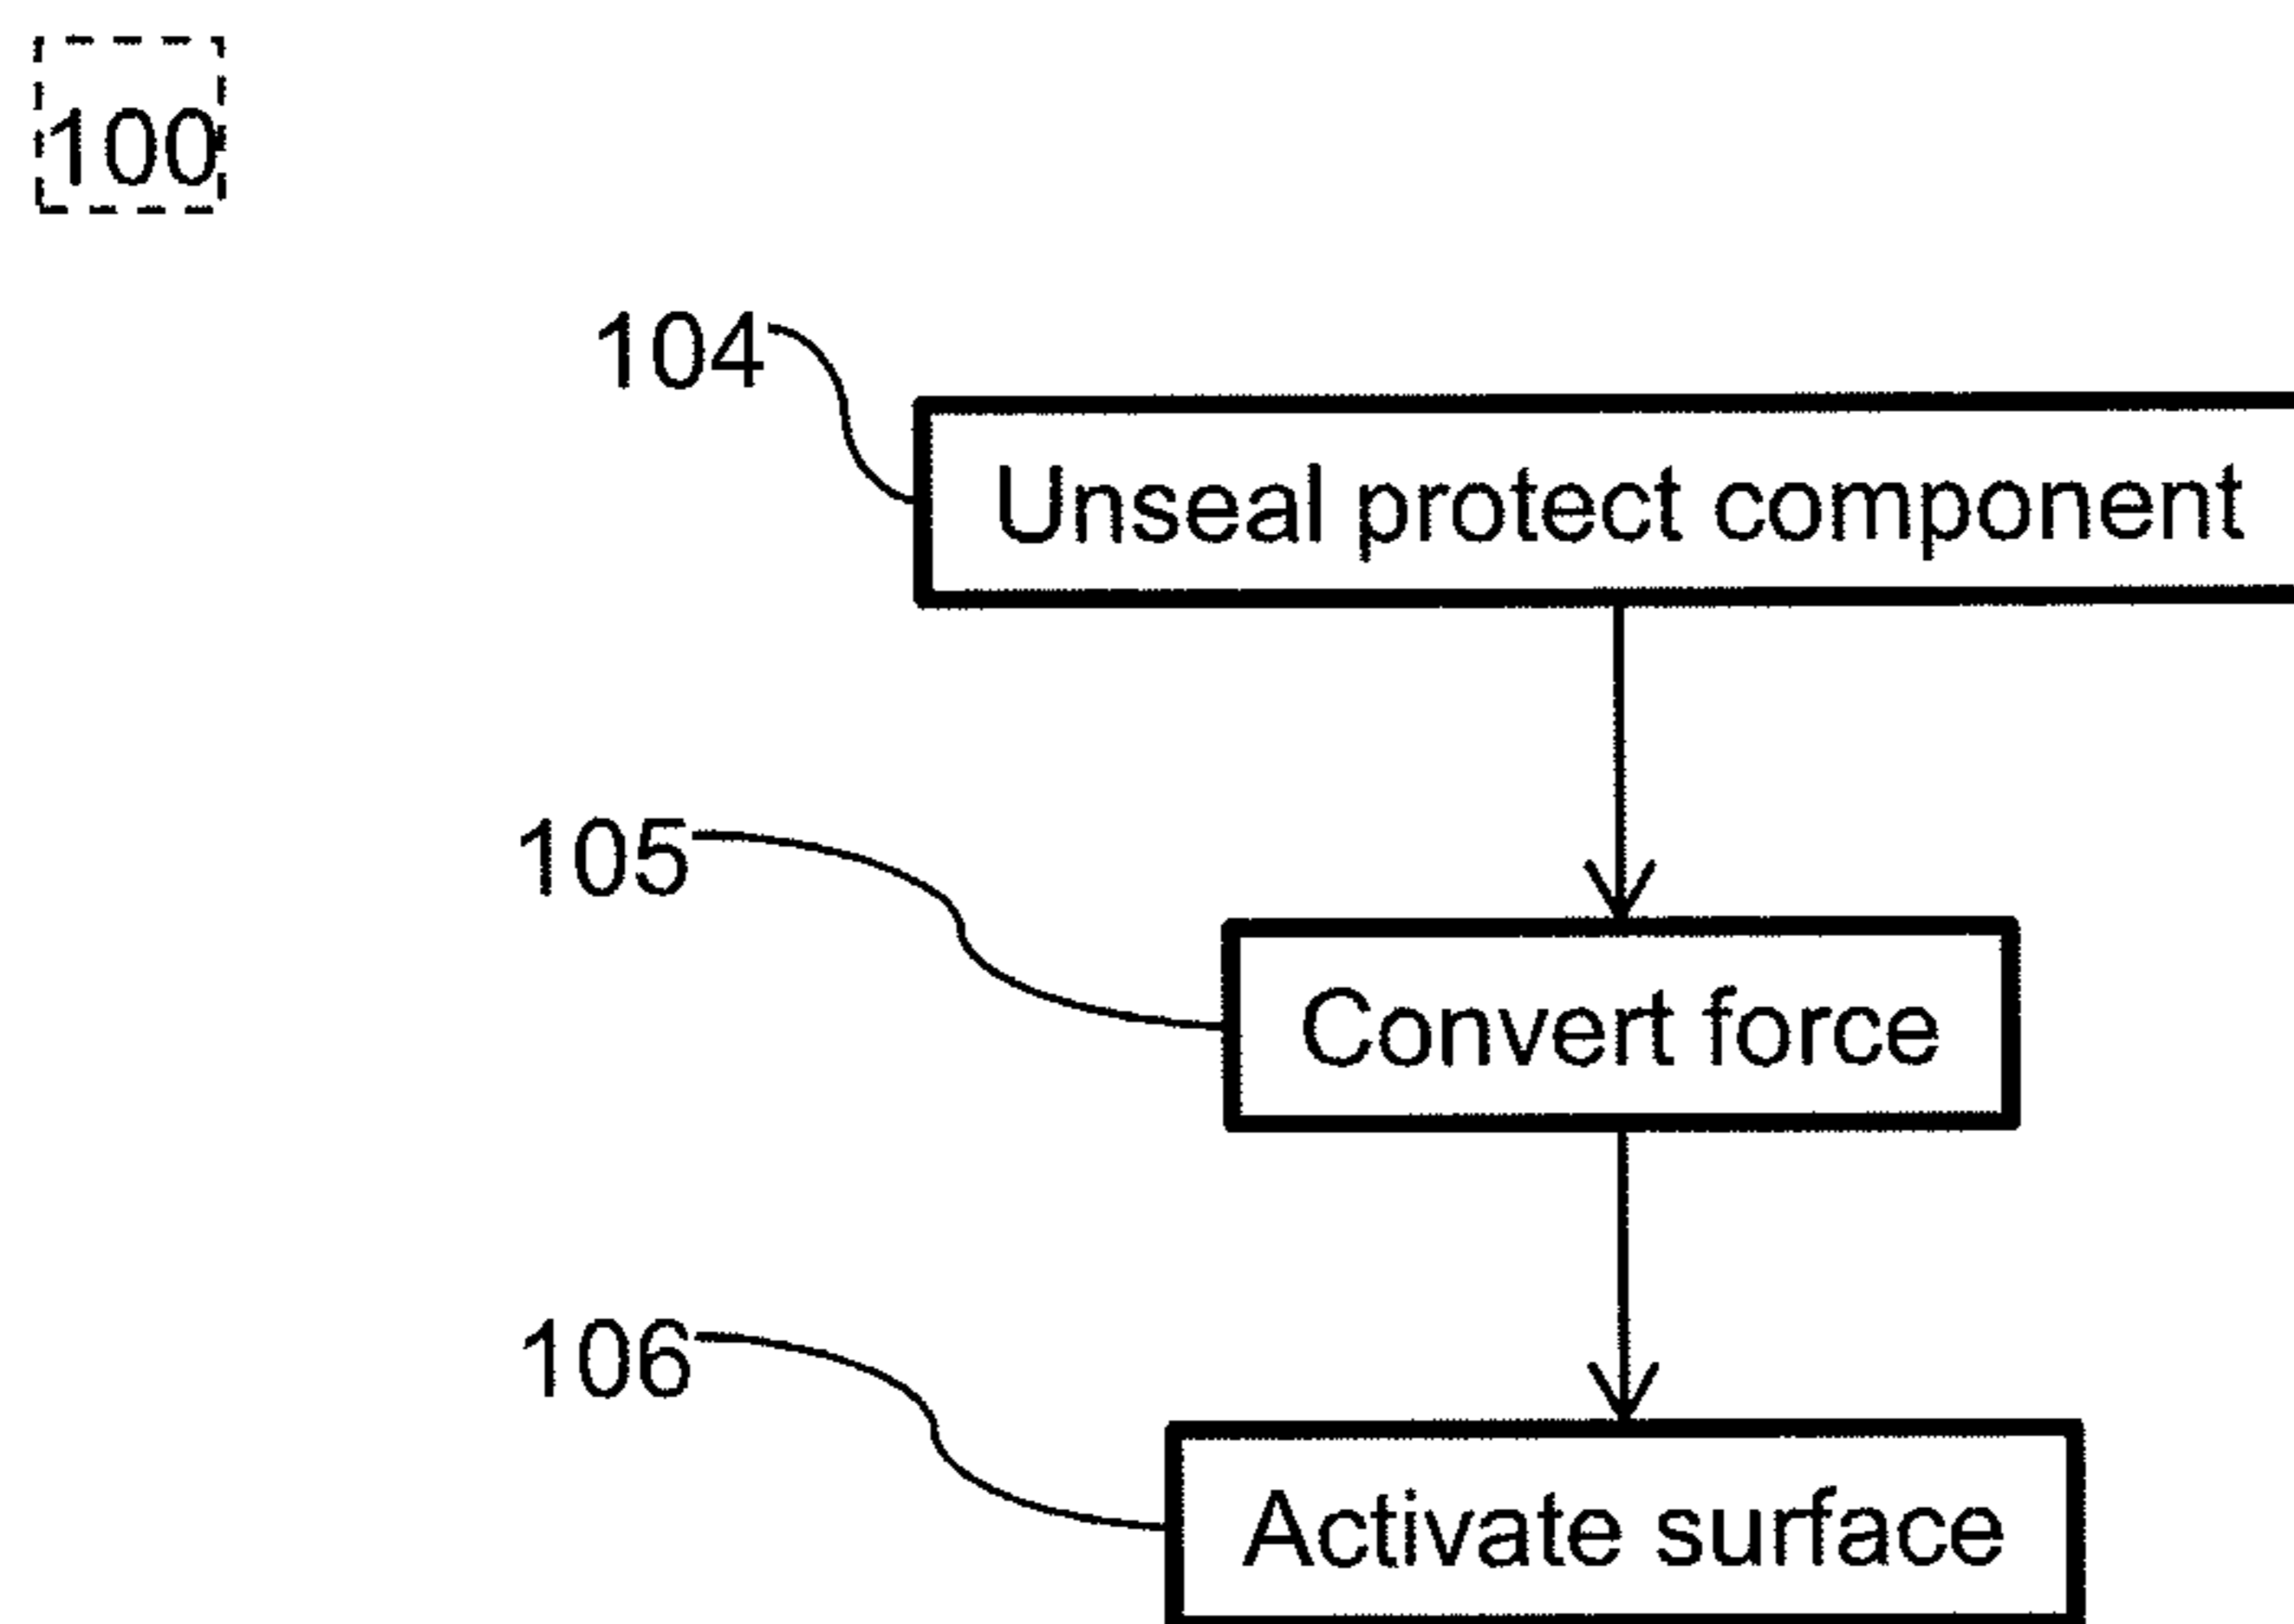 100
104
Unseal protect component
105
Convert force
106
Activate surface